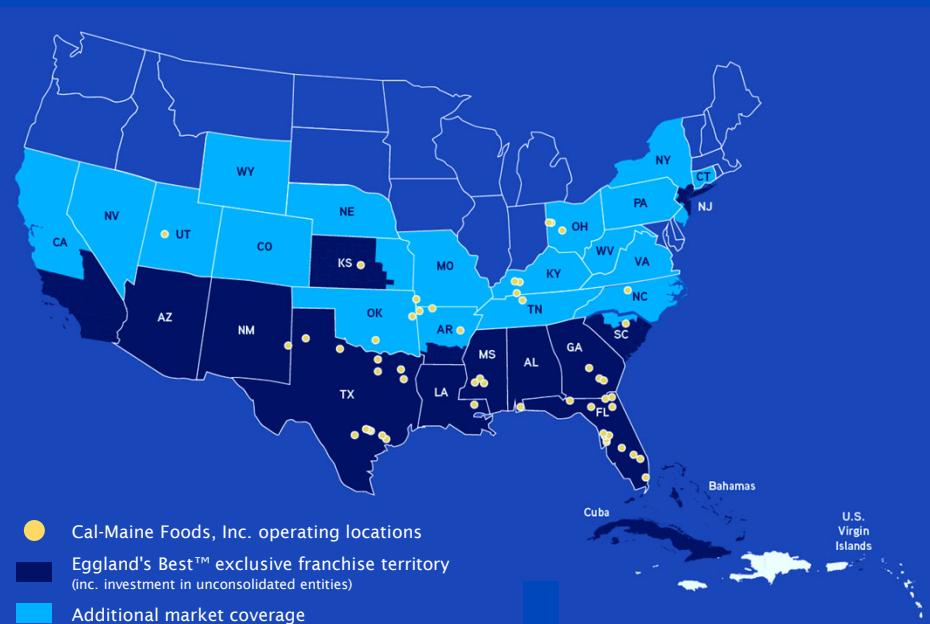 WY
NY
CT
NV
NE
PA
NJ
UT
OH
CA
CO
WV
VA
KS
MO
KY
AZ
NM
OK
AR
TN
NC
SC
MS
AL
GA
TX
LA
FL
Bahamas
Cuba
U.S.
Virgin
Islands
Cal-Maine Foods, Inc. operating locations
Eggland's Best™ exclusive franchise territory
(inc. investment in unconsolidated entities)
Additional market coverage